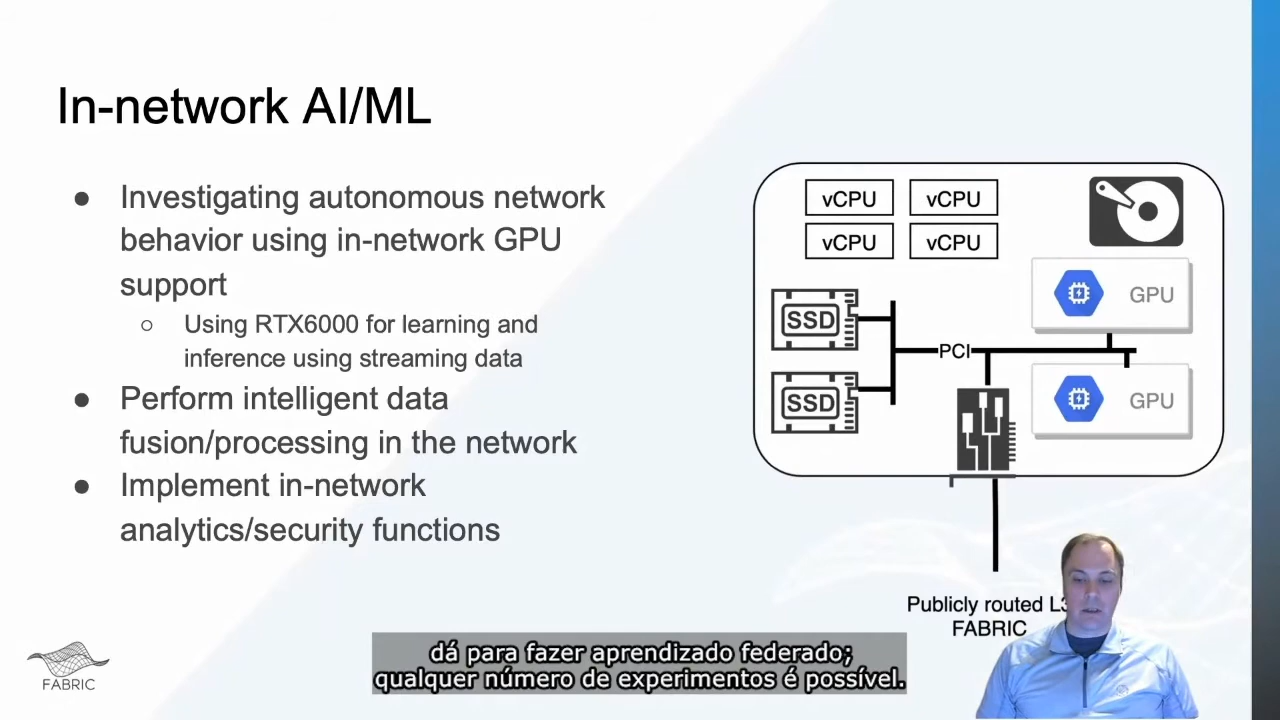 In-network AI/ML
● Investigating autonomous network
behavior using in-network GPU
support
○ Using RTX6000 for learning and
inference using streaming data
● Perform intelligent data
fusion/processing in the network
● Implement in-network
analytics/security functions
vCPU vCPU
vCPU vCPU
SSD
SSD
PCI
GPU
GPU
Publicly routed L3
FABRIC
FABRIC
dá para fazer aprendizado federado;
qualquer número de experimentos é possível.